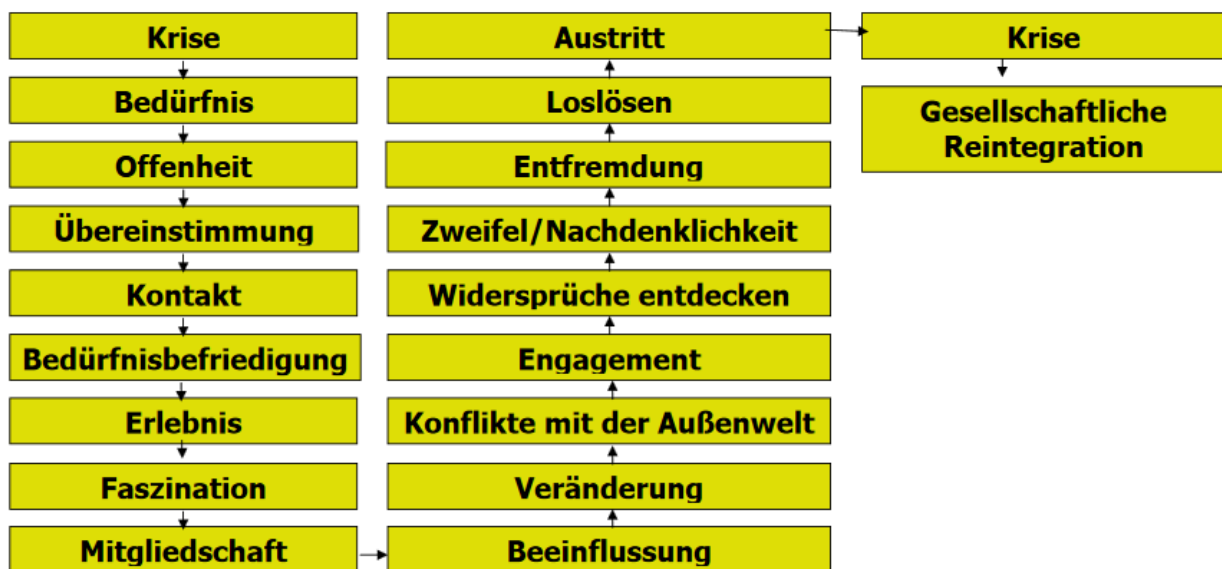 Krise
Bedürfnis
Offenheit
Übereinstimmung
Kontakt
Bedürfnisbefriedigung
Erlebnis
Faszination
Mitgliedschaft
Beeinflussung
Veränderung
Konflikte mit der Außenwelt
Engagement
Widersprüche entdecken
Zweifel/Nachdenklichkeit
Entfremdung
Loslösen
Austritt
Krise
Gesellschaftliche
Reintegration